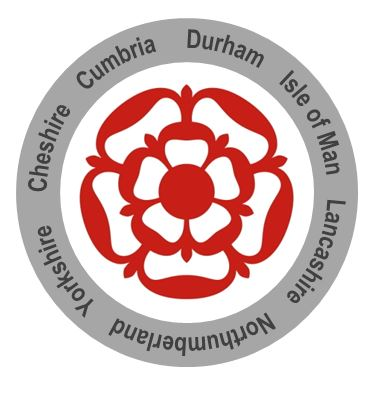 Cheshire
Cumbria
Durham
Isle of Man
Lancashire
Northumberland
Yorkshire